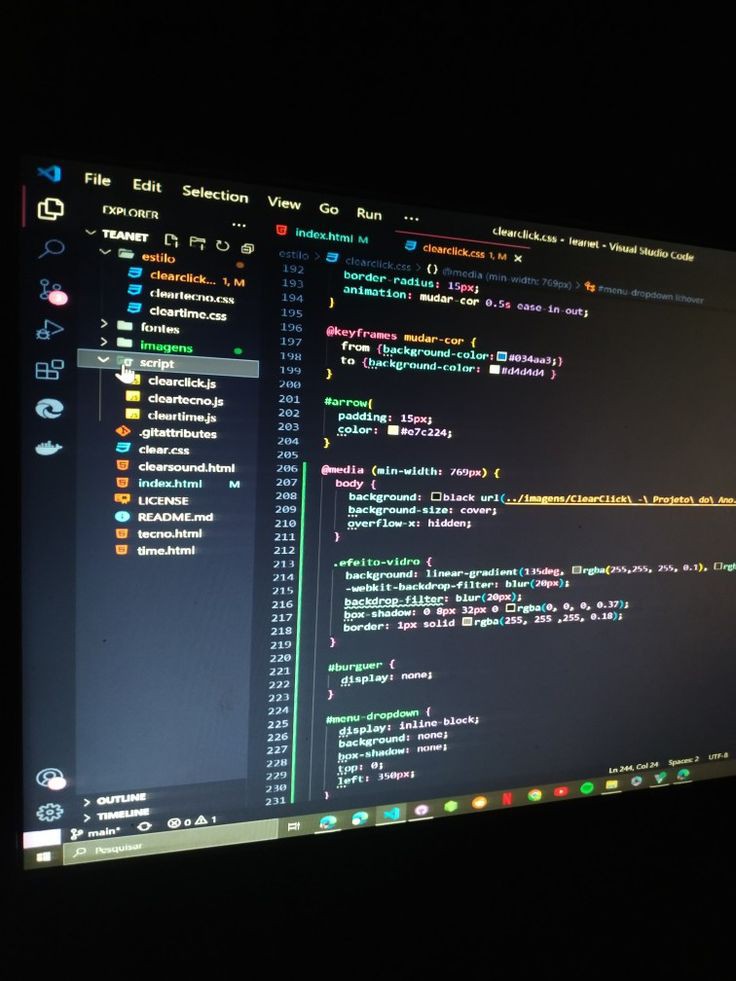 File Edit Selection View Go Run ...
clearclick.css - Teanet - Visual Studio Code
EXPLORER ...
TEANET
estilo
clearclick... 1, M
cleartecno.css
cleartime.css
fontes
imagens
script
clearclick.js
cleartecno.js
cleartime.js
.gitattributes
clear.css
clearsound.html
index.html M
LICENSE
README.md
tecno.html
time.html
OUTLINE
TIMELINE
index.html M
clearclick.css 1, M
estilo > clearclick.css > {} @media (min-width: 769px) > #menu-dropdown li:hover
192 border-radius: 15px;
193 animation: mudar-cor 0.5s ease-in-out;
194 }
195
196 @keyframes mudar-cor {
197 from {background-color: #034aa3;}
198 to {background-color: #d4d4d4 }
199 }
200
201 #arrow{
202 padding: 15px;
203 color: #e7c224;
204 }
205
206 @media (min-width: 769px) {
207 body {
208 background: black url(../imagens/ClearClick\ -\ Projeto\ do\ Ano.
209 background-size: cover;
210 overflow-x: hidden;
211 }
212
213 .efeito-vidro {
214 background: linear-gradient(135deg, rgba(255,255, 255, 0.1), rgb
215 -webkit-backdrop-filter: blur(20px);
216 backdrop-filter: blur(20px);
217 box-shadow: 0 8px 32px 0 rgba(0, 0, 0, 0.37);
218 border: 1px solid rgba(255, 255 ,255, 0.18);
219 }
220
221 #burguer {
222 display: none;
223 }
224
225 #menu-dropdown {
226 display: inline-block;
227 background: none;
228 box-shadow: none;
229 top: 0;
230 left: 350px;
231 }
main* 0 1
Ln 244, Col 24 Spaces: 2 UTF-8
Pesquisar